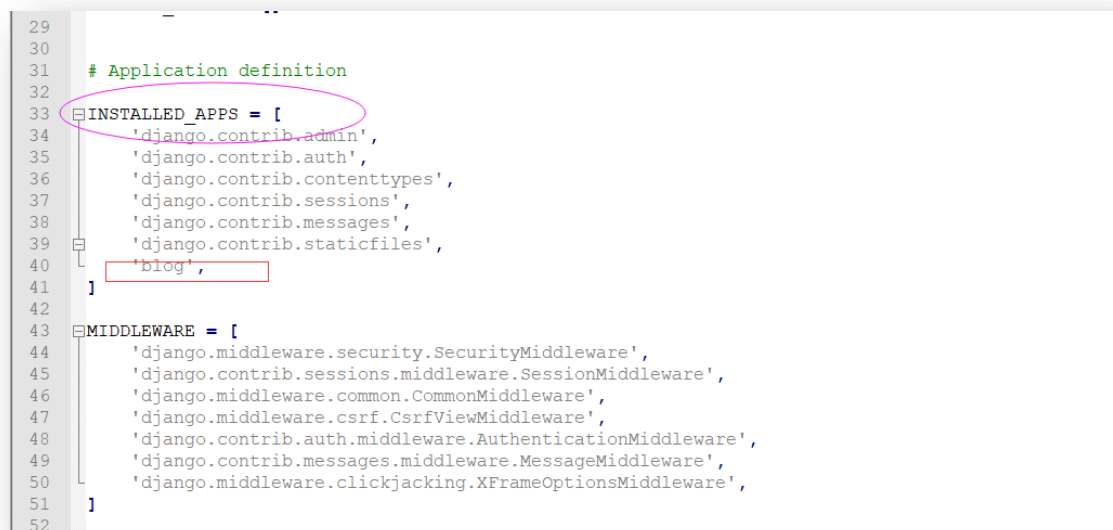 29
30
31 # Application definition
32
33 INSTALLED_APPS = [
34 'django.contrib.admin',
35 'django.contrib.auth',
36 'django.contrib.contenttypes',
37 'django.contrib.sessions',
38 'django.contrib.messages',
39 'django.contrib.staticfiles',
40 'blog',
41 ]
42
43 MIDDLEWARE = [
44 'django.middleware.security.SecurityMiddleware',
45 'django.contrib.sessions.middleware.SessionMiddleware',
46 'django.middleware.common.CommonMiddleware',
47 'django.middleware.csrf.CsrfViewMiddleware',
48 'django.contrib.auth.middleware.AuthenticationMiddleware',
49 'django.contrib.messages.middleware.MessageMiddleware',
50 'django.middleware.clickjacking.XFrameOptionsMiddleware',
51 ]
52